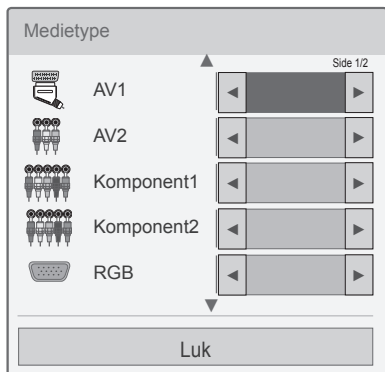 Medietype
Side 1/2
AV1
AV2
Komponent1
Komponent2
RGB
Luk